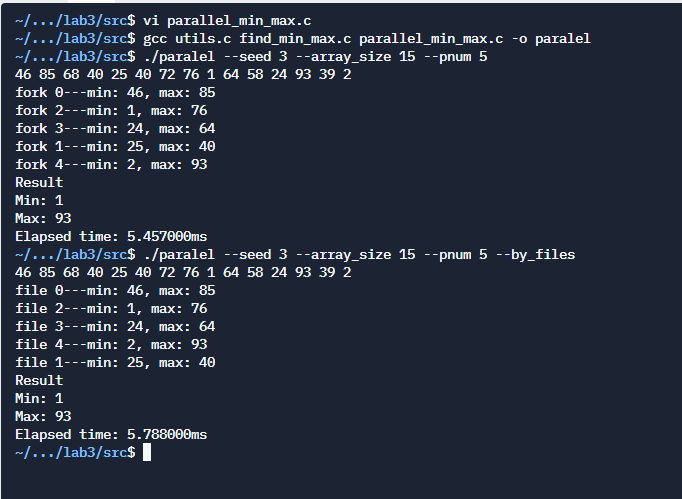 ~/.../lab3/src$ vi parallel_min_max.c
~/.../lab3/src$ gcc utils.c find_min_max.c parallel_min_max.c -o paralel
~/.../lab3/src$ ./paralel --seed 3 --array_size 15 --pnum 5
46 85 68 40 25 40 72 76 1 64 58 24 93 39 2
fork 0---min: 46, max: 85
fork 2---min: 1, max: 76
fork 3---min: 24, max: 64
fork 1---min: 25, max: 40
fork 4---min: 2, max: 93
Result
Min: 1
Max: 93
Elapsed time: 5.457000ms
~/.../lab3/src$ ./paralel --seed 3 --array_size 15 --pnum 5 --by_files
46 85 68 40 25 40 72 76 1 64 58 24 93 39 2
file 0---min: 46, max: 85
file 2---min: 1, max: 76
file 3---min: 24, max: 64
file 4---min: 2, max: 93
file 1---min: 25, max: 40
Result
Min: 1
Max: 93
Elapsed time: 5.788000ms
~/.../lab3/src$